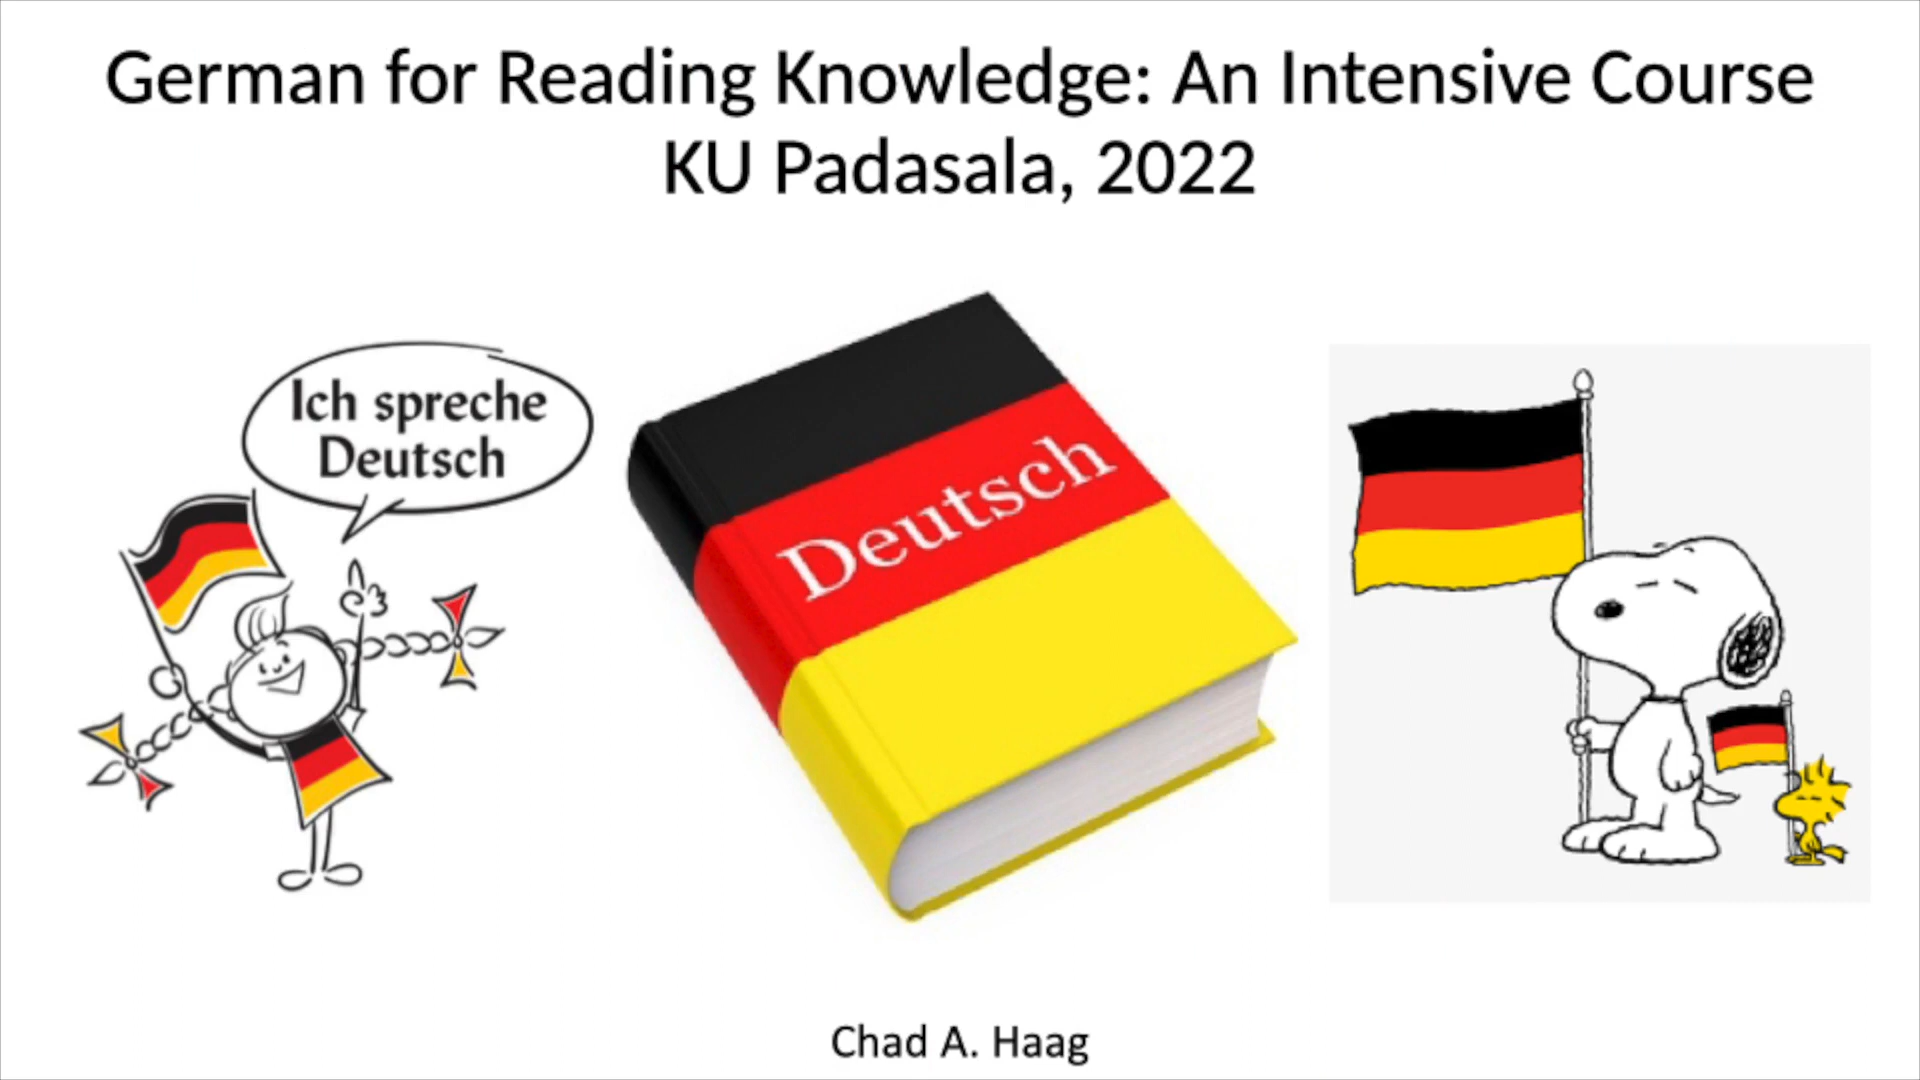 German for Reading Knowledge: An Intensive Course
KU Padasala, 2022
Ich spreche
Deutsch
Deutsch
Chad A. Haag